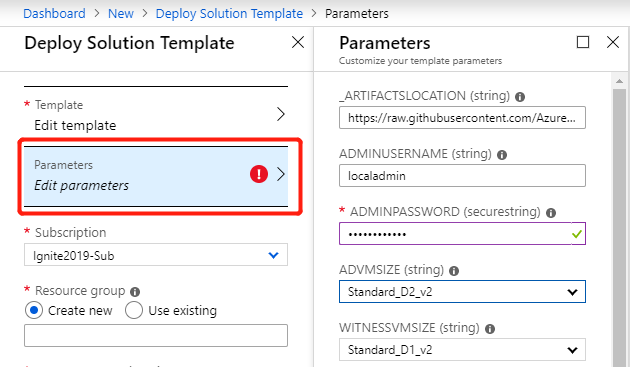 Dashboard > New > Deploy Solution Template > Parameters
Deploy Solution Template
* Template
Edit template
Parameters
Edit parameters
* Subscription
Ignite2019-Sub
* Resource group
Create new
Use existing
Parameters
Customize your template parameters
_ARTIFACTSLOCATION (string)
https://raw.githubusercontent.com/Azure...
ADMINUSERNAME (string)
localadmin
* ADMINPASSWORD (securestring)
••••••••••••
ADVMSIZE (string)
Standard_D2_v2
WITNESSVMSIZE (string)
Standard_D1_v2